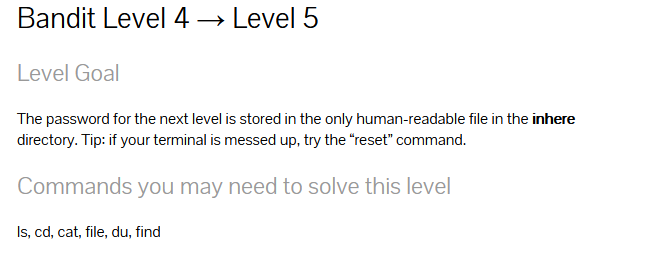 Bandit Level 4 → Level 5
Level Goal
The password for the next level is stored in the only human-readable file in the inhere
directory. Tip: if your terminal is messed up, try the “reset” command.
Commands you may need to solve this level
ls, cd, cat, file, du, find